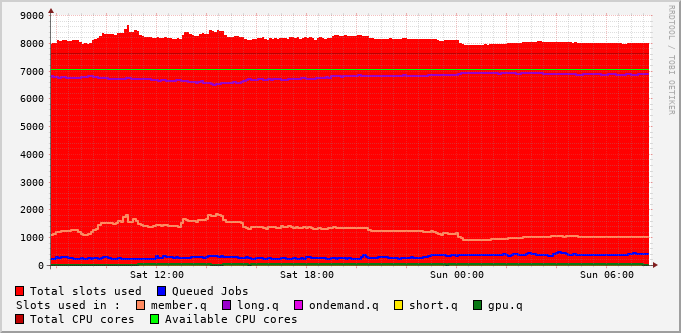 9000
8000
7000
6000
5000
4000
3000
2000
1000
0
Sat 12:00 Sat 18:00 Sun 00:00 Sun 06:00
RRDTOOL / TOBI OETIKER
Total slots used Queued Jobs
Slots used in : member.q long.q ondemand.q short.q gpu.q
Total CPU cores Available CPU cores